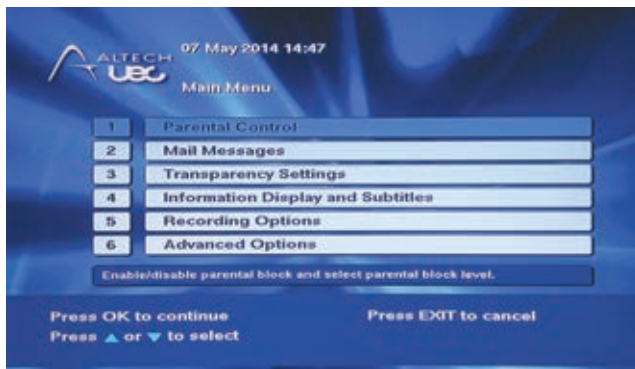 ALTECH
UEC
07 May 2014 14:47
Main Menu
1 Parental Control
2 Mail Messages
3 Transparency Settings
4 Information Display and Subtitles
5 Recording Options
6 Advanced Options
Enable/disable parental block and select parental block level.
Press OK to continue
Press EXIT to cancel
Press ▲ or ▼ to select